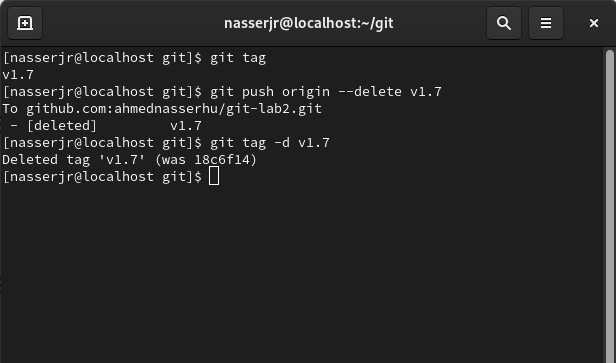 nasserjr@localhost:~/git
[nasserjr@localhost git]$ git tag
v1.7
[nasserjr@localhost git]$ git push origin --delete v1.7
To github.com:ahmednasserhu/git-lab2.git
 - [deleted]         v1.7
[nasserjr@localhost git]$ git tag -d v1.7
Deleted tag 'v1.7' (was 18c6f14)
[nasserjr@localhost git]$